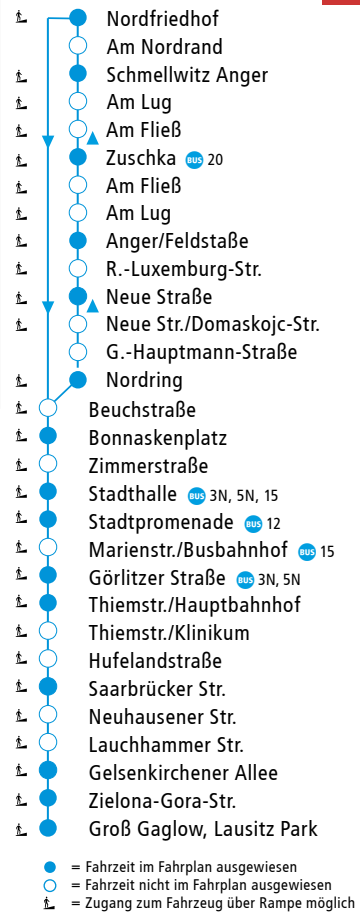 Nordfriedhof
Am Nordrand
Schmellwitz Anger
Am Lug
Am Fließ
Zuschka BUS 20
Am Fließ
Am Lug
Anger/Feldstaße
R.-Luxemburg-Str.
Neue Straße
Neue Str./Domaskojc-Str.
G.-Hauptmann-Straße
Nordring
Beuchstraße
Bonnaskenplatz
Zimmerstraße
Stadthalle BUS 3N, 5N, 15
Stadtpromenade BUS 12
Marienstr./Busbahnhof BUS 15
Görlitzer Straße BUS 3N, 5N
Thiemstr./Hauptbahnhof
Thiemstr./Klinikum
Hufelandstraße
Saarbrücker Str.
Neuhausener Str.
Lauchhammer Str.
Gelsenkirchener Allee
Zielona-Gora-Str.
Groß Gaglow, Lausitz Park
= Fahrzeit im Fahrplan ausgewiesen
= Fahrzeit nicht im Fahrplan ausgewiesen
= Zugang zum Fahrzeug über Rampe möglich